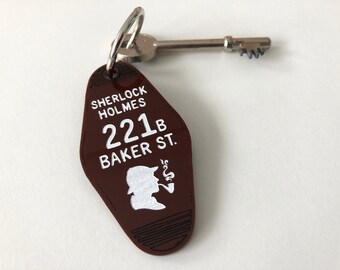 SHERLOCK
HOLMES
221B
BAKER ST.